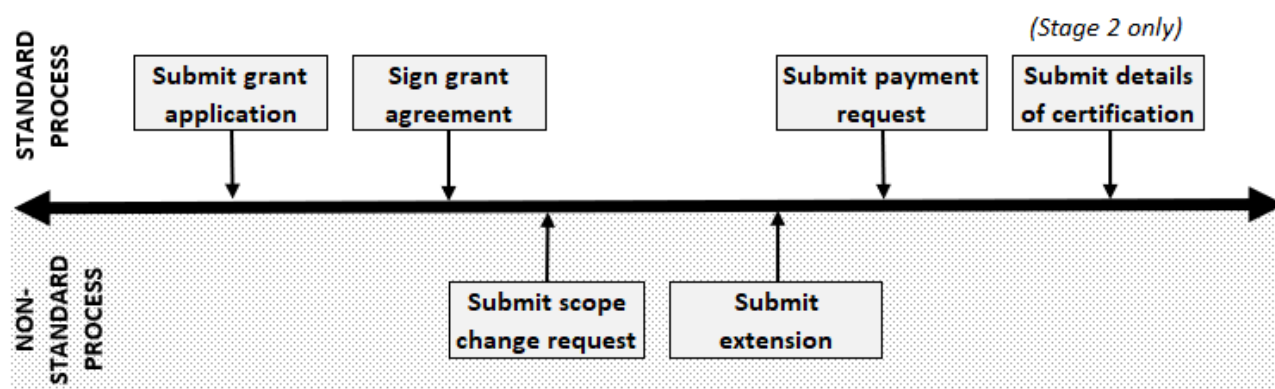 STANDARD
PROCESS
(Stage 2 only)
Submit grant
application
Sign grant
agreement
Submit payment
request
Submit details
of certification
NON-
STANDARD
PROCESS
Submit scope
change request
Submit
extension